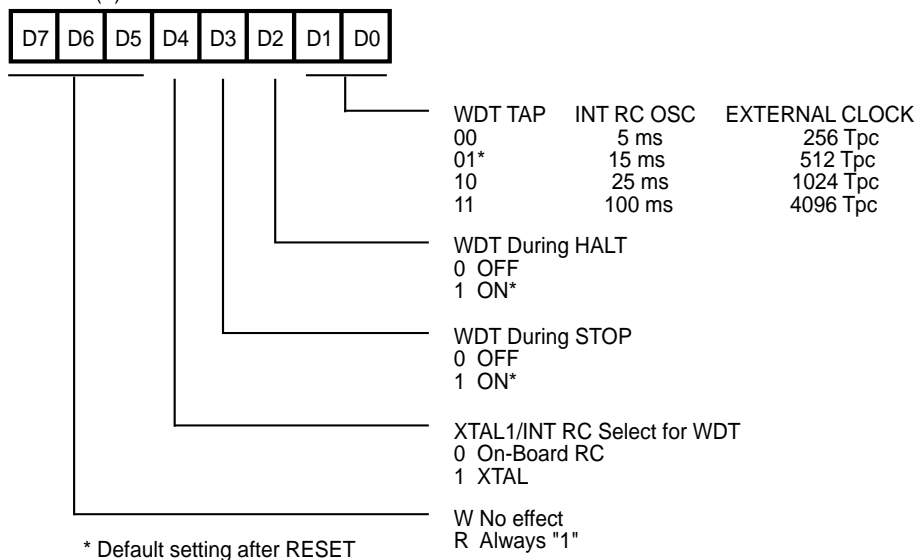 D7 D6 D5 D4 D3 D2 D1 D0
WDT TAP INT RC OSC EXTERNAL CLOCK
00 5 ms 256 Tpc
01* 15 ms 512 Tpc
10 25 ms 1024 Tpc
11 100 ms 4096 Tpc
WDT During HALT
0 OFF
1 ON*
WDT During STOP
0 OFF
1 ON*
XTAL1/INT RC Select for WDT
0 On-Board RC
1 XTAL
W No effect
R Always "1"
* Default setting after RESET